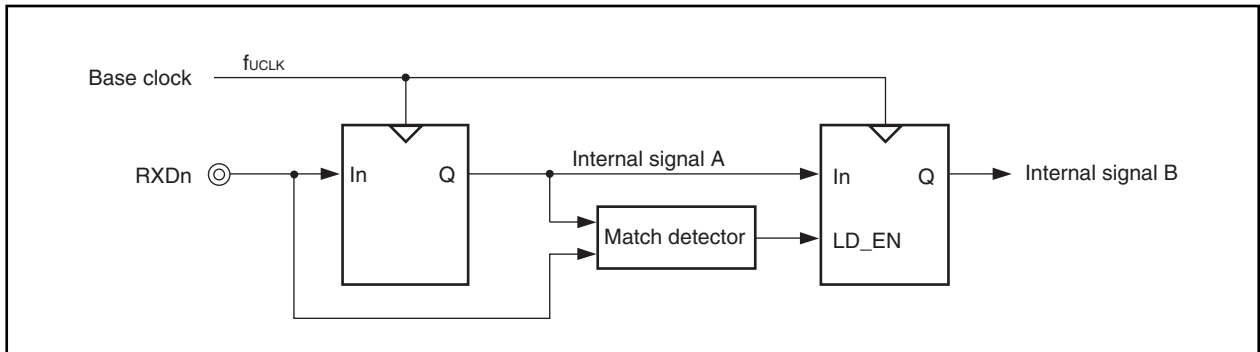 Base clock
fUCLK
RXDn
In
Q
Internal signal A
In
Q
Internal signal B
Match detector
LD_EN